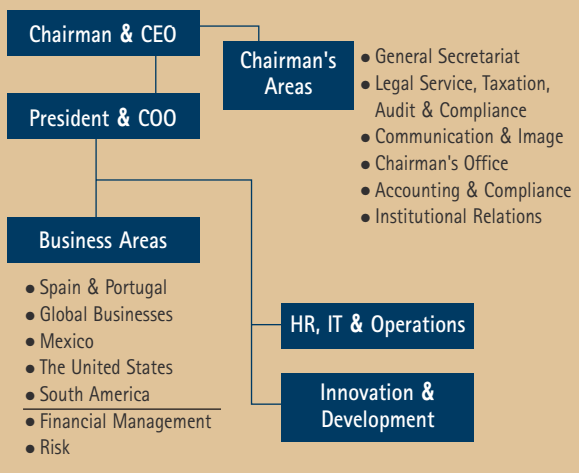 Chairman & CEO
Chairman's
Areas
• General Secretariat
• Legal Service, Taxation,
Audit & Compliance
• Communication & Image
• Chairman's Office
• Accounting & Compliance
• Institutional Relations
President & COO
Business Areas
• Spain & Portugal
• Global Businesses
• Mexico
• The United States
• South America
• Financial Management
• Risk
HR, IT & Operations
Innovation &
Development